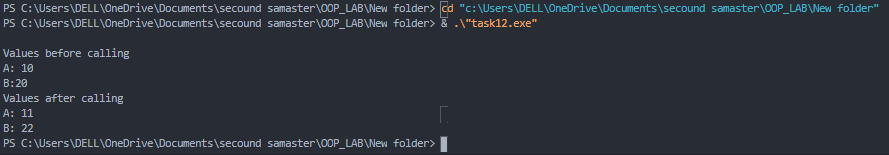 PS C:\Users\DELL\OneDrive\Documents\secound samaster\OOP_LAB\New folder> cd "c:\Users\DELL\OneDrive\Documents\secound samaster\OOP_LAB\New folder"
PS C:\Users\DELL\OneDrive\Documents\secound samaster\OOP_LAB\New folder> & .\"task12.exe"
Values before calling
A: 10
B:20
Values after calling
A: 11
B: 22
PS C:\Users\DELL\OneDrive\Documents\secound samaster\OOP_LAB\New folder>